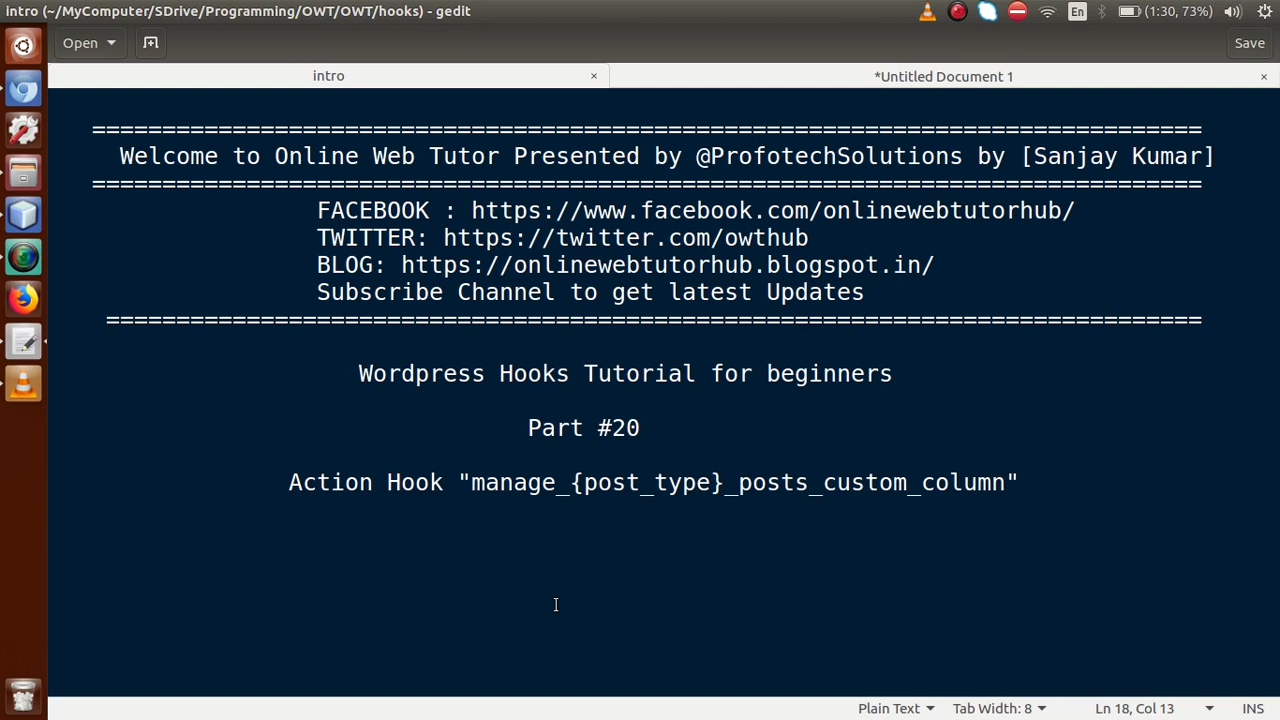 intro (~/MyComputer/SDrive/Programming/OWT/OWT/hooks) - gedit
En
(1:30, 73%)
Open
Save
intro
*Untitled Document 1
==============================================================================
Welcome to Online Web Tutor Presented by @ProfotechSolutions by [Sanjay Kumar]
==============================================================================
FACEBOOK : https://www.facebook.com/onlinewebtutorhub/
TWITTER: https://twitter.com/owthub
BLOG: https://onlinewebtutorhub.blogspot.in/
Subscribe Channel to get latest Updates
==============================================================================
Wordpress Hooks Tutorial for beginners
Part #20
Action Hook "manage_{post_type}_posts_custom_column"
Plain Text
Tab Width: 8
Ln 18, Col 13
INS